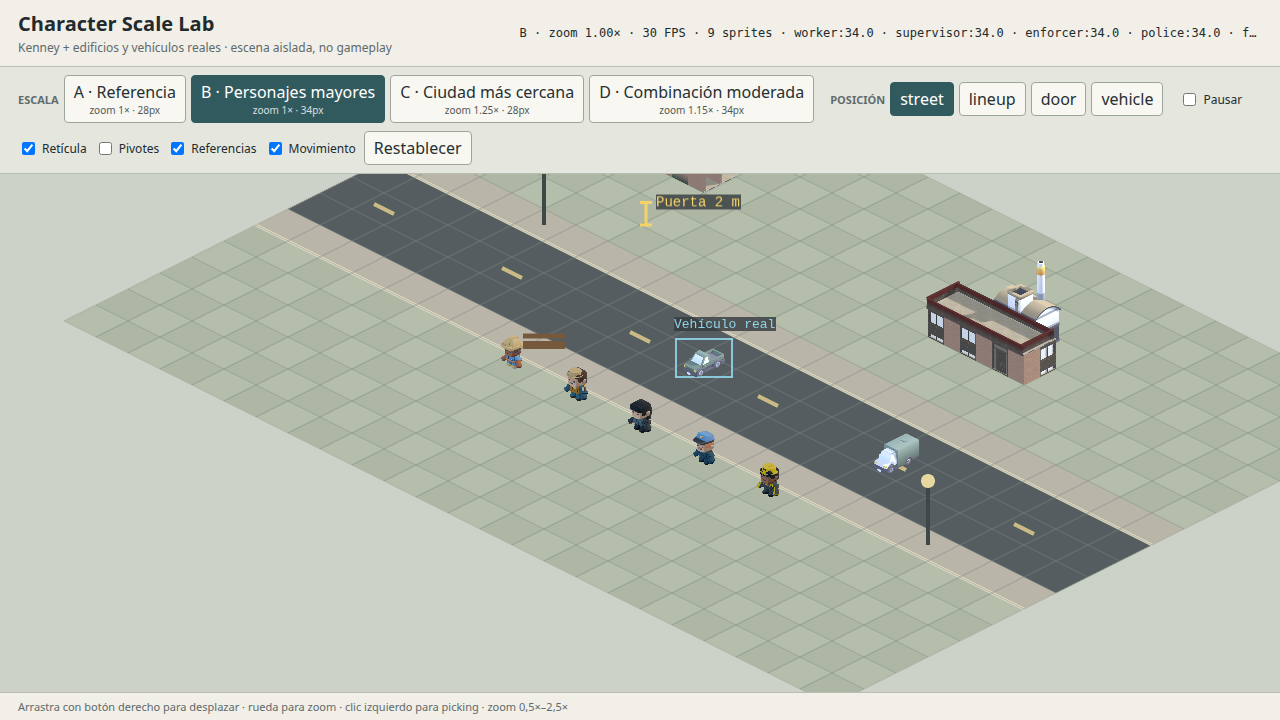 Character Scale Lab
Kenney + edificios y vehículos reales · escena aislada, no gameplay
B · zoom 1.00× · 30 FPS · 9 sprites · worker:34.0 · supervisor:34.0 · enforcer:34.0 · police:34.0 · f…
ESCALA
A · Referencia
zoom 1× · 28px
B · Personajes mayores
zoom 1× · 34px
C · Ciudad más cercana
zoom 1.25× · 28px
D · Combinación moderada
zoom 1.15× · 34px
POSICIÓN
street
lineup
door
vehicle
Pausar
Retícula
Pivotes
Referencias
Movimiento
Restablecer
Puerta 2 m
Vehículo real
Arrastra con botón derecho para desplazar · rueda para zoom · clic izquierdo para picking · zoom 0,5×–2,5×